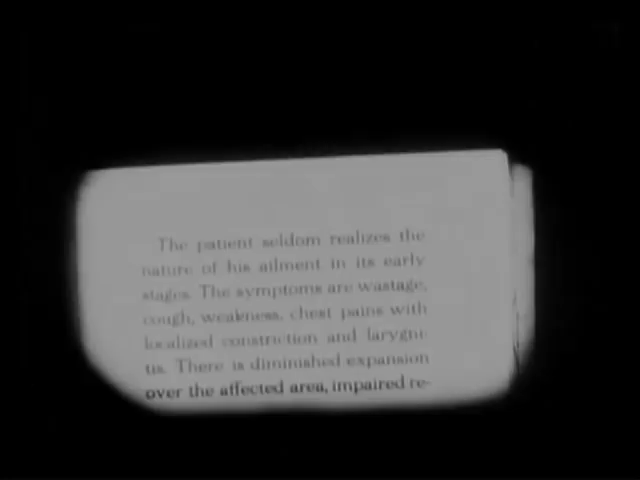 The patient seldom realizes the
nature of his ailment in its early
stages. The symptoms are wastage,
cough, weakness, chest pains with
localized constriction and laryngi-
tis. There is diminished expansion
over the affected area, impaired re-